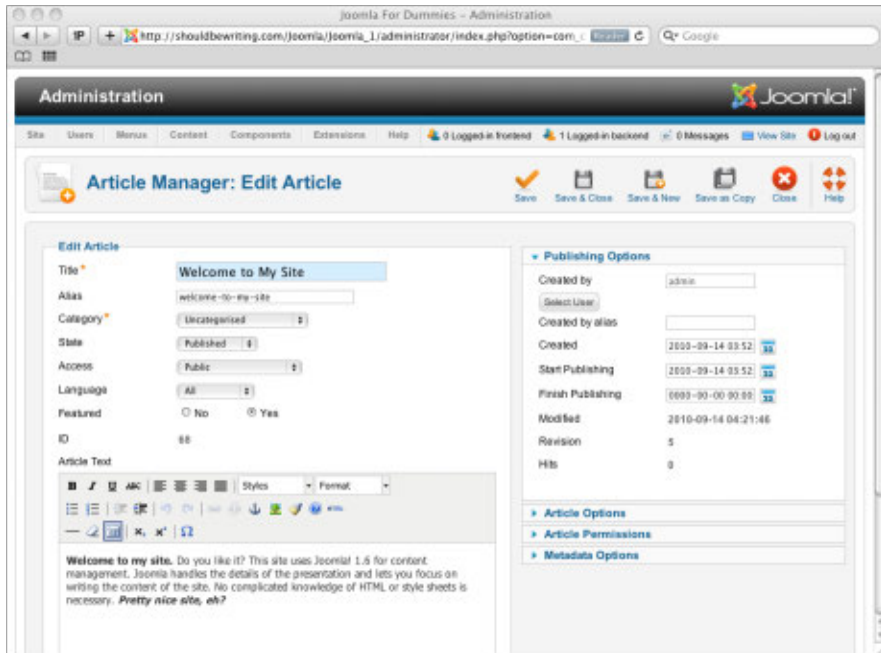 Joomla For Dummies – Administration
http://shouldbewriting.com/Joomla/Joomla_1/administrator/index.php?option=com_c Reader Google
Administration Joomla!
Site Users Menus Content Components Extensions Help 0 Logged-in frontend 1 Logged-in backend 0 Messages View Site Log out
Article Manager: Edit Article
Save Save & Close Save & New Save as Copy Close Help
Edit Article
Title * Welcome to My Site
Alias welcome-to-my-site
Category * Uncategorised
State Published
Access Public
Language All
Featured No Yes
ID 68
Article Text
B I U ABC Styles Format
HTML
Welcome to my site. Do you like it? This site uses Joomla! 1.6 for content
management. Joomla handles the details of the presentation and lets you focus on
writing the content of the site. No complicated knowledge of HTML or style sheets is
necessary. Pretty nice site, eh?
Publishing Options
Created by admin
Select User
Created by alias
Created 2010-09-14 03:52
Start Publishing 2010-09-14 03:52
Finish Publishing 0000-00-00 00:00
Modified 2010-09-14 04:21:46
Revision 5
Hits 0
Article Options
Article Permissions
Metadata Options